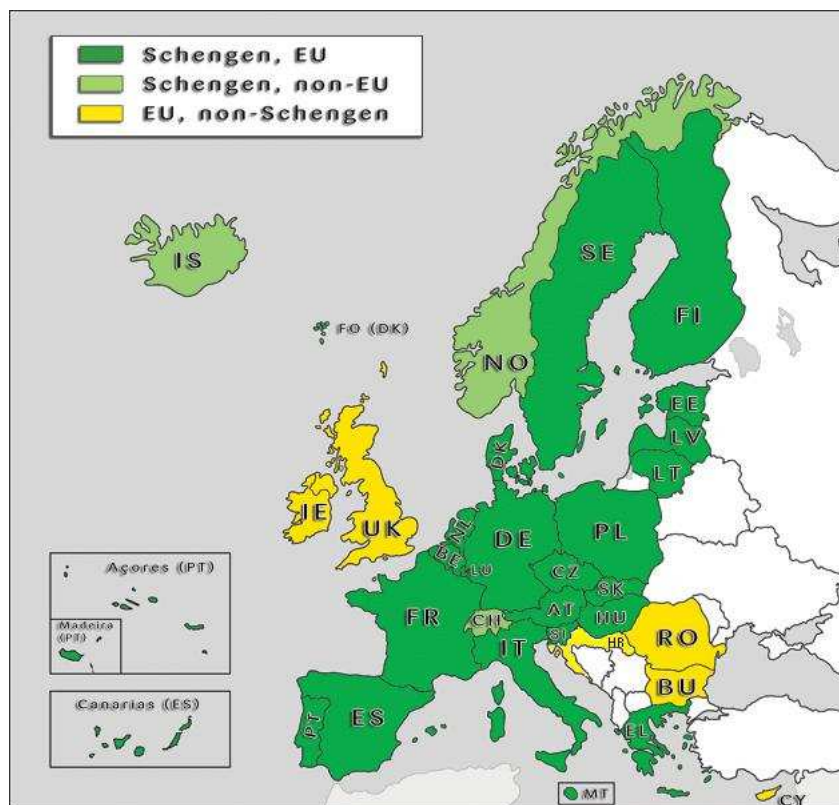 Schengen, EU
Schengen, non-EU
EU, non-Schengen
IS
SE
FI
FO (DK)
NO
EE
LV
LT
DK
IE
UK
NL
BE
LU
DE
PL
CZ
SK
Açores (PT)
Madeira
(PT)
FR
CH
AT
HU
IT
SI
HR
RO
BU
Canarias (ES)
PT
ES
EL
MT
CY